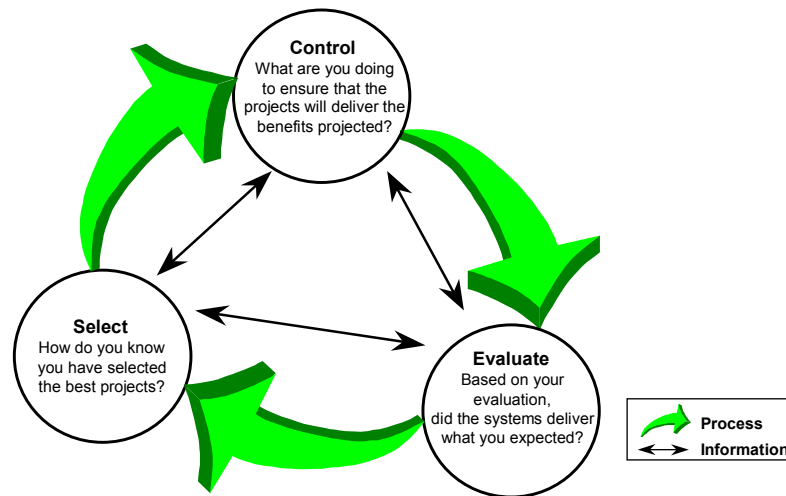 Control
What are you doing
to ensure that the
projects will deliver the
benefits projected?
Select
How do you know
you have selected
the best projects?
Evaluate
Based on your
evaluation,
did the systems deliver
what you expected?
Process
Information